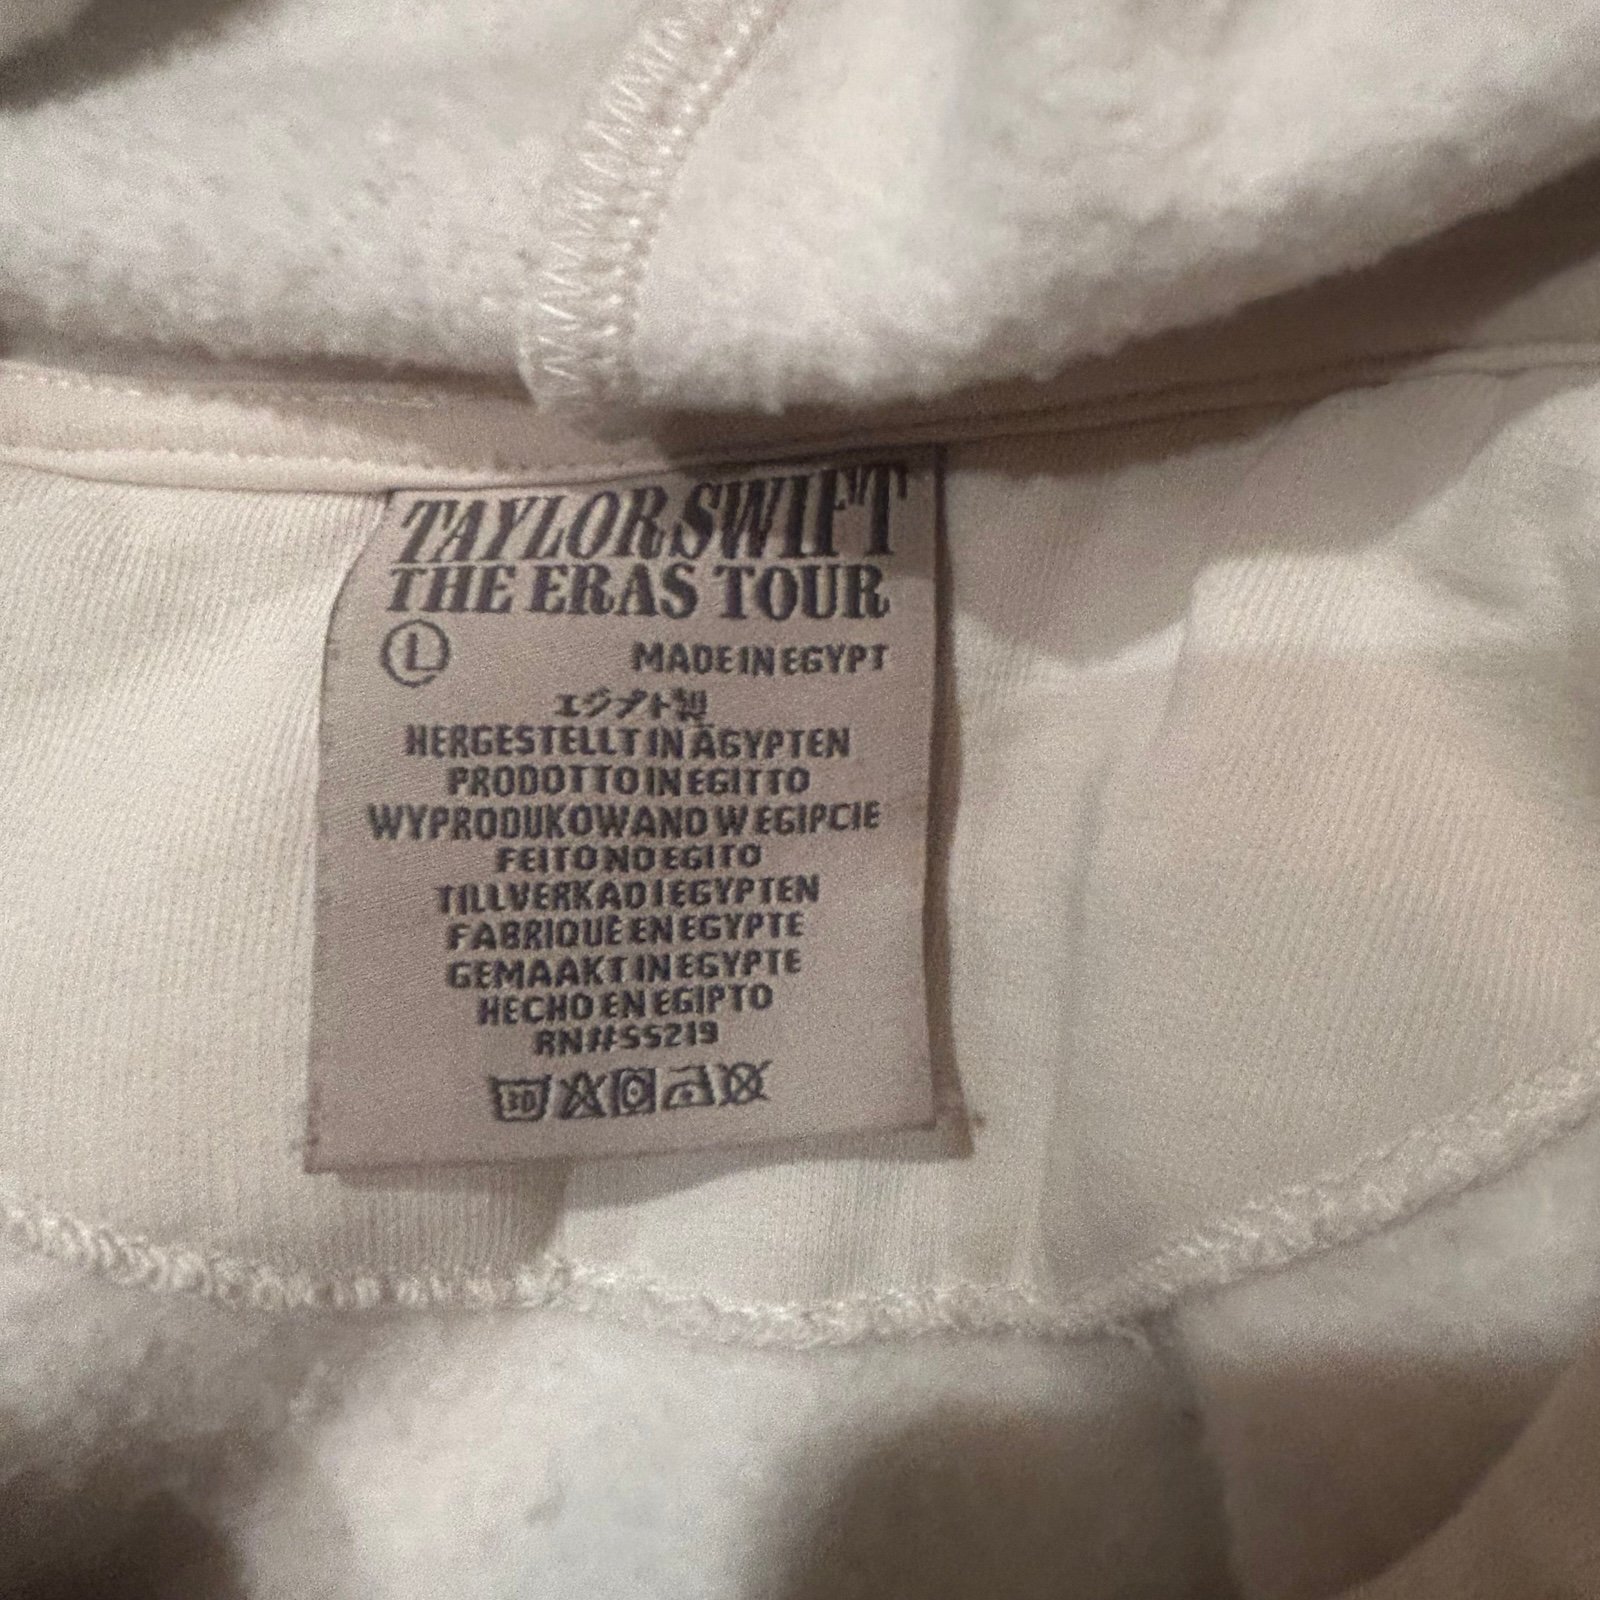 TAYLOR SWIFT
THE ERAS TOUR
L MADE IN EGYPT
エジプト製
HERGESTELLT IN ÄGYPTEN
PRODOTTO IN EGITTO
WYPRODUKOWANO W EGIPCIE
FEITO NO EGITO
TILLVERKAD I EGYPTEN
FABRIQUÉ EN EGYPTE
GEMAAKT IN EGYPTE
HECHO EN EGIPTO
RN#55219
30